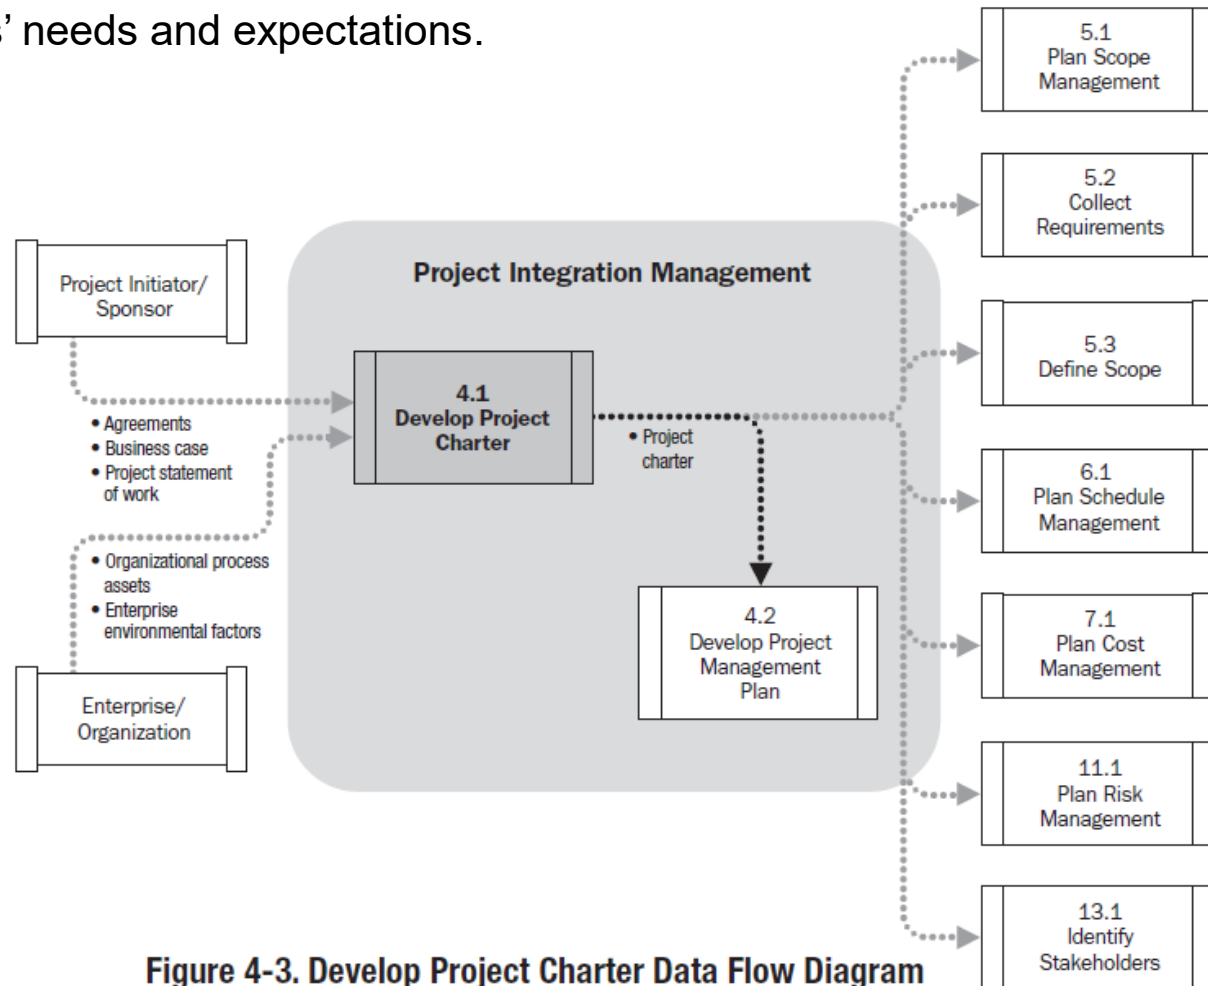 s’ needs and expectations.
5.1
Plan Scope
Management
5.2
Collect
Requirements
Project Initiator/
Sponsor
Project Integration Management
5.3
Define Scope
4.1
Develop Project
Charter
• Agreements
• Business case
• Project statement
of work
• Project
charter
6.1
Plan Schedule
Management
• Organizational process
assets
• Enterprise
environmental factors
4.2
Develop Project
Management
Plan
7.1
Plan Cost
Management
Enterprise/
Organization
11.1
Plan Risk
Management
13.1
Identify
Stakeholders
Figure 4-3. Develop Project Charter Data Flow Diagram